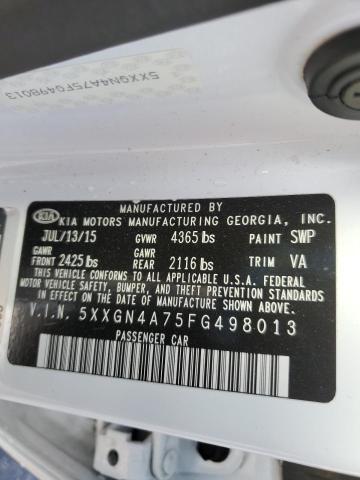 5XXGN4A75FG498013
MANUFACTURED BY
KIA KIA MOTORS MANUFACTURING GEORGIA, INC.
JUL/13/15 GVWR 4365 lbs PAINT SWP
GAWR FRONT 2425 lbs GAWR REAR 2116 lbs TRIM VA
THIS VEHICLE CONFORMS TO ALL APPLICABLE U.S.A. FEDERAL
MOTOR VEHICLE SAFETY, BUMPER, AND THEFT PREVENTION
STANDARDS IN EFFECT ON THE DATE OF MANUFACTURE SHOWN ABOVE.
V.I.N. 5XXGN4A75FG498013
PASSENGER CAR